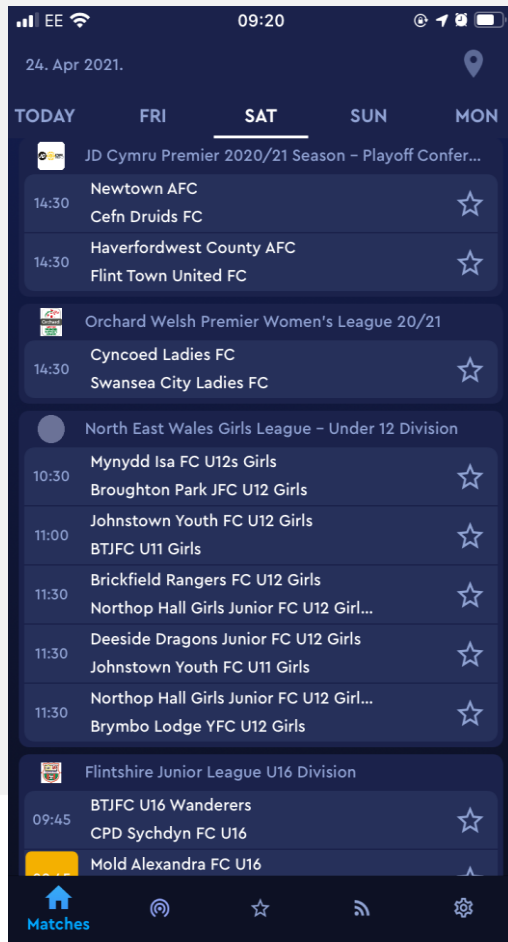 EE
09:20
24. Apr 2021.
TODAY FRI SAT SUN MON
JD Cymru Premier 2020/21 Season – Playoff Confer...
14:30
Newtown AFC
Cefn Druids FC
14:30
Haverfordwest County AFC
Flint Town United FC
Orchard Welsh Premier Women's League 20/21
14:30
Cyncoed Ladies FC
Swansea City Ladies FC
North East Wales Girls League – Under 12 Division
10:30
Mynydd Isa FC U12s Girls
Broughton Park JFC U12 Girls
11:00
Johnstown Youth FC U12 Girls
BTJFC U11 Girls
11:30
Brickfield Rangers FC U12 Girls
Northop Hall Girls Junior FC U12 Girl...
11:30
Deeside Dragons Junior FC U12 Girls
Johnstown Youth FC U11 Girls
11:30
Northop Hall Girls Junior FC U12 Girl...
Brymbo Lodge YFC U12 Girls
Flintshire Junior League U16 Division
09:45
BTJFC U16 Wanderers
CPD Sychdyn FC U16
Mold Alexandra FC U16
Matches